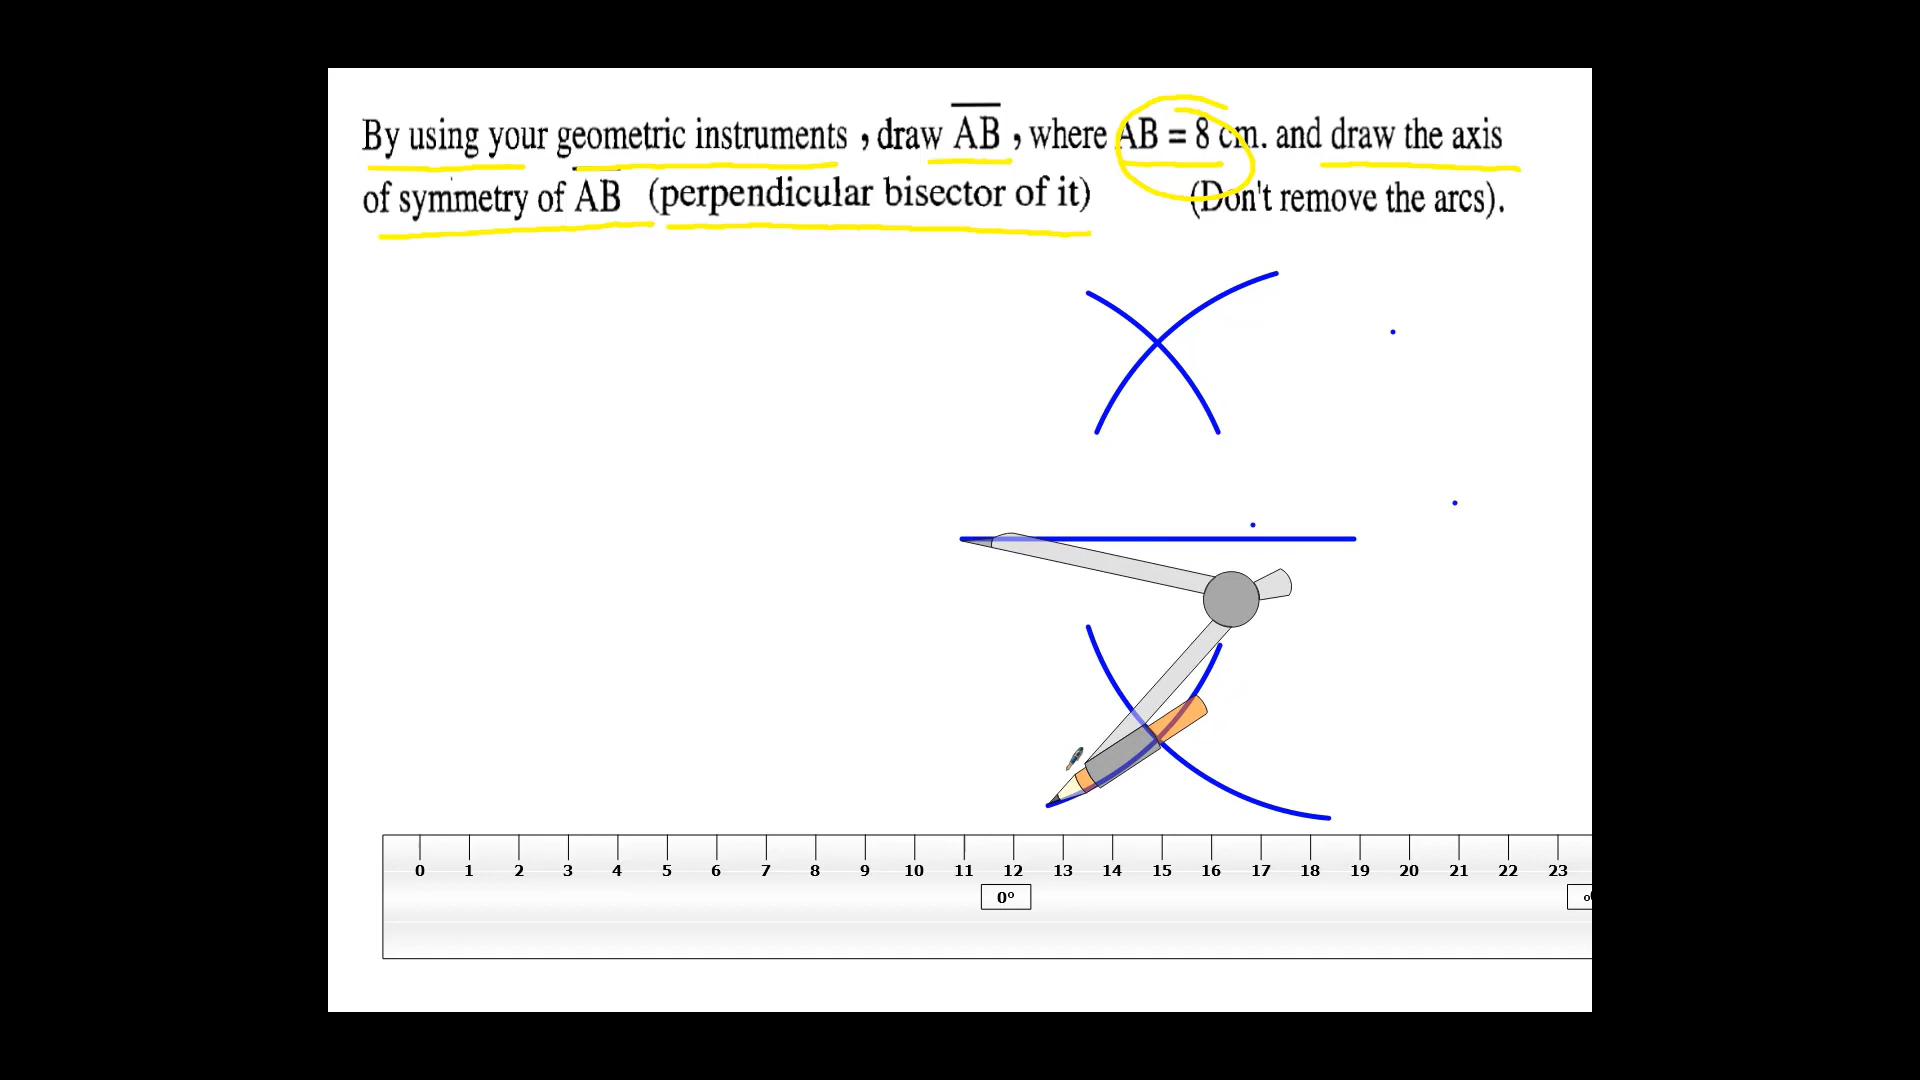 By using your geometric instruments , draw AB , where AB = 8 cm. and draw the axis
of symmetry of AB (perpendicular bisector of it) (Don't remove the arcs).
0 1 2 3 4 5 6 7 8 9 10 11 12 13 14 15 16 17 18 19 20 21 22 23
0º